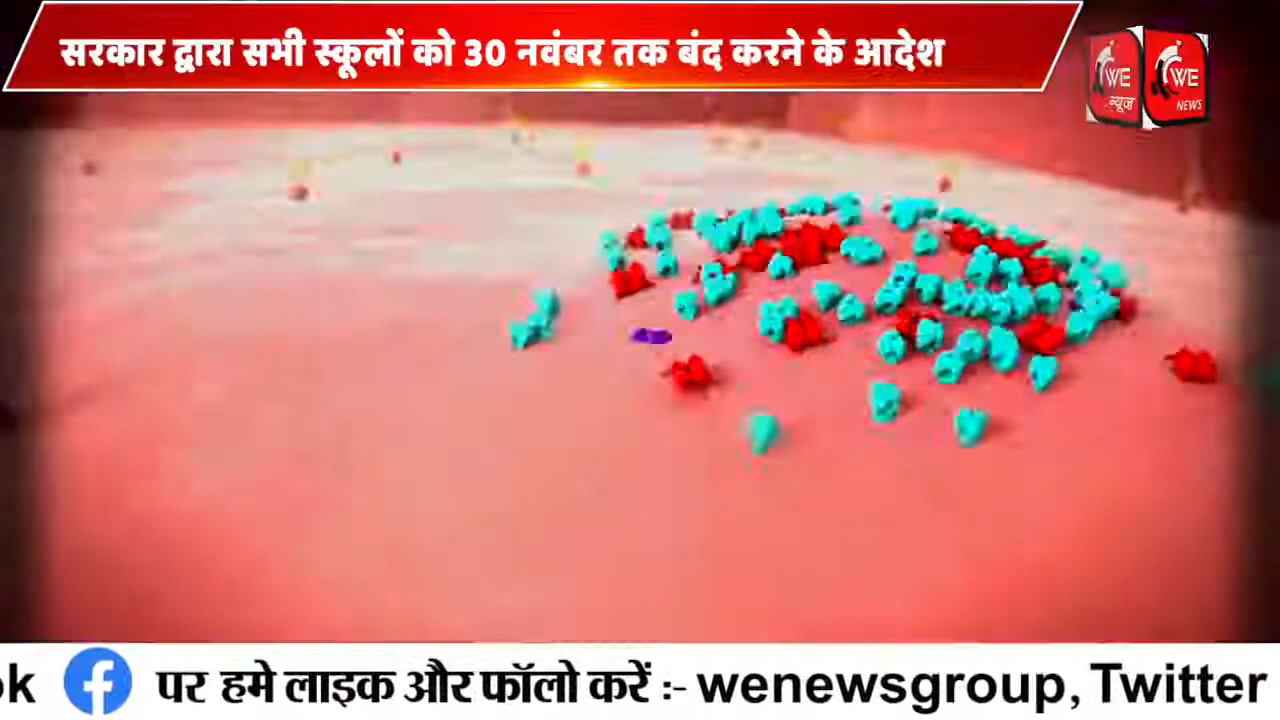 सरकार द्वारा सभी स्कूलों को 30 नवंबर तक बंद करने के आदेश
WE
न्यूज़
WE
NEWS
ok पर हमे लाइक और फॉलो करें :- wenewsgroup, Twitter